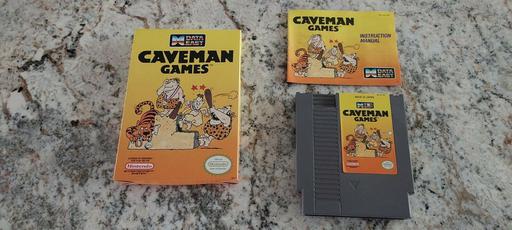 DATA
EAST
CAVEMAN
GAMES
Nintendo
DATA
EAST
CAVEMAN
GAMES
INSTRUCTION
MANUAL
DATA
EAST
CAVEMAN
GAMES